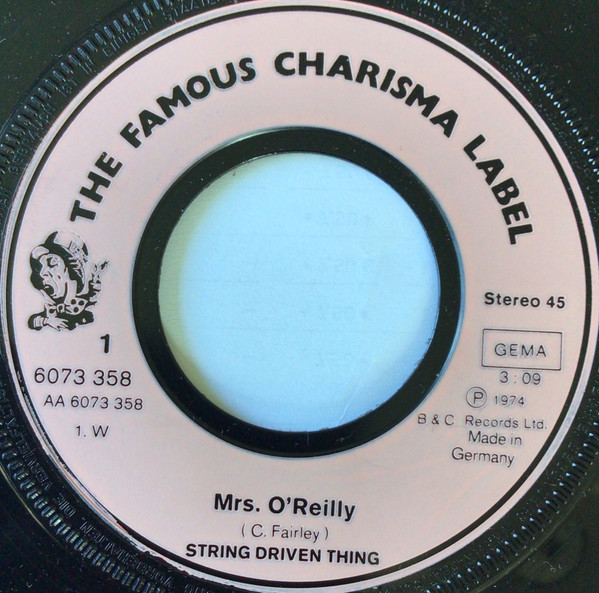 THE FAMOUS CHARISMA LABEL
1
6073 358
AA 6073 358
1. W
Stereo 45
GEMA
3:09
Ⓟ 1974
B & C Records Ltd.
Made in
Germany
Mrs. O'Reilly
( C. Fairley )
STRING DRIVEN THING